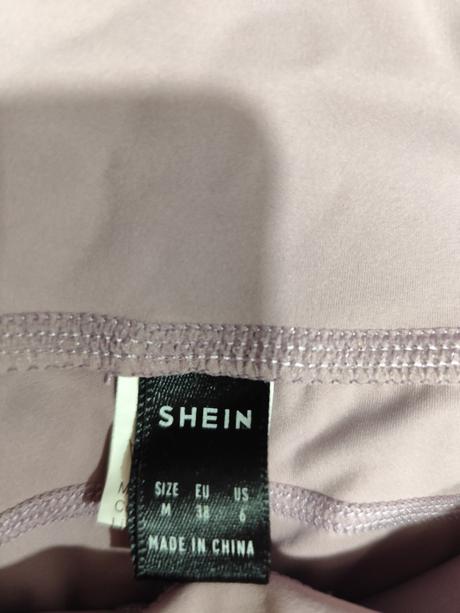 SHEIN
SIZE EU US
M 38 6
MADE IN CHINA